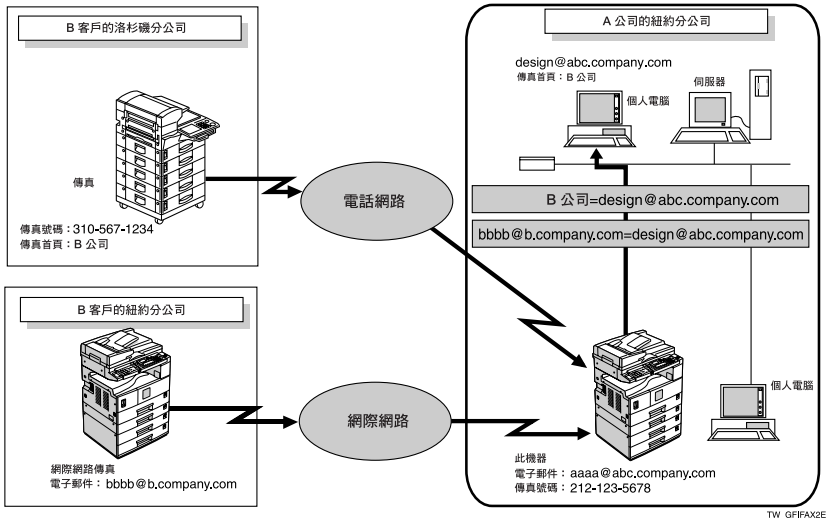 B 客戶的洛杉磯分公司
傳真
傳真號碼：310-567-1234
傳真首頁：B 公司
B 客戶的紐約分公司
網際網路傳真
電子郵件：bbbb@b.company.com
電話網路
網際網路
A 公司的紐約分公司
design@abc.company.com
傳真首頁：B 公司
個人電腦
伺服器
B 公司=design@abc.company.com
bbbb@b.company.com=design@abc.company.com
個人電腦
此機器
電子郵件：aaaa@abc.company.com
傳真號碼：212-123-5678
TW GFIFAX2E